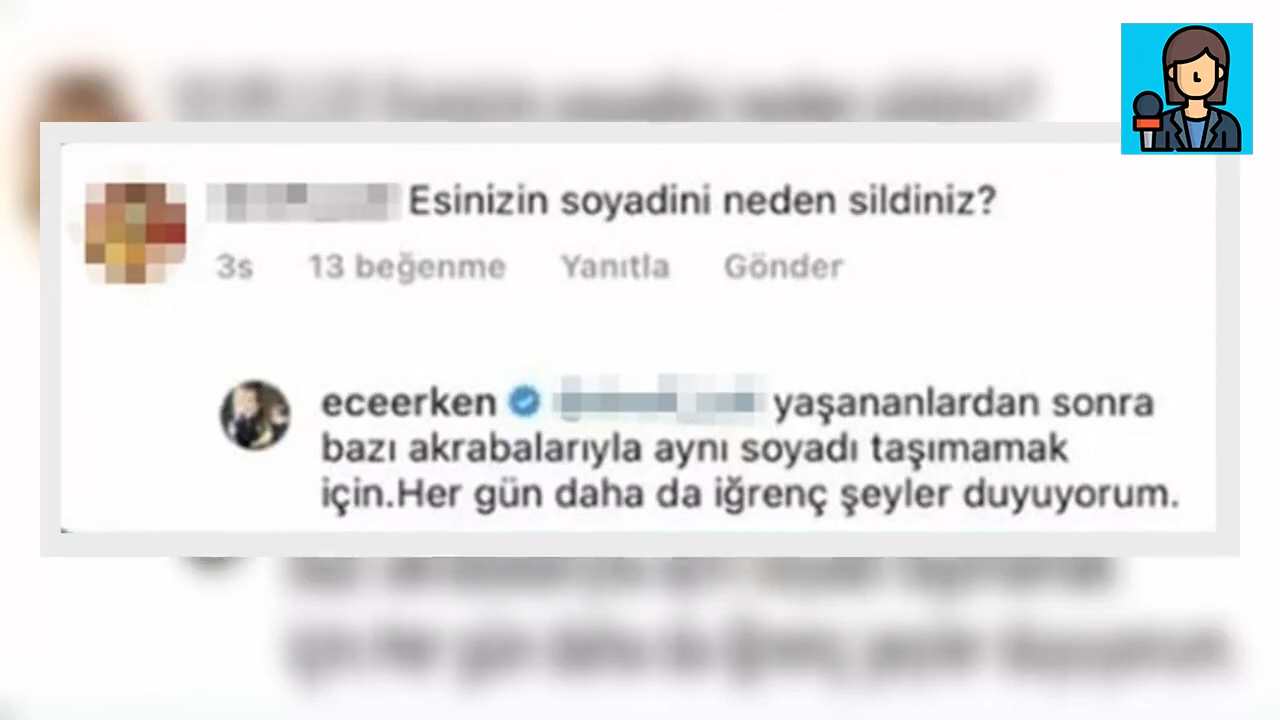 Esinizin soyadini neden sildiniz?
3s 13 beğenme Yanıtla Gönder
eceerken yaşananlardan sonra
bazı akrabalarıyla aynı soyadı taşımamak
için.Her gün daha da iğrenç şeyler duyuyorum.